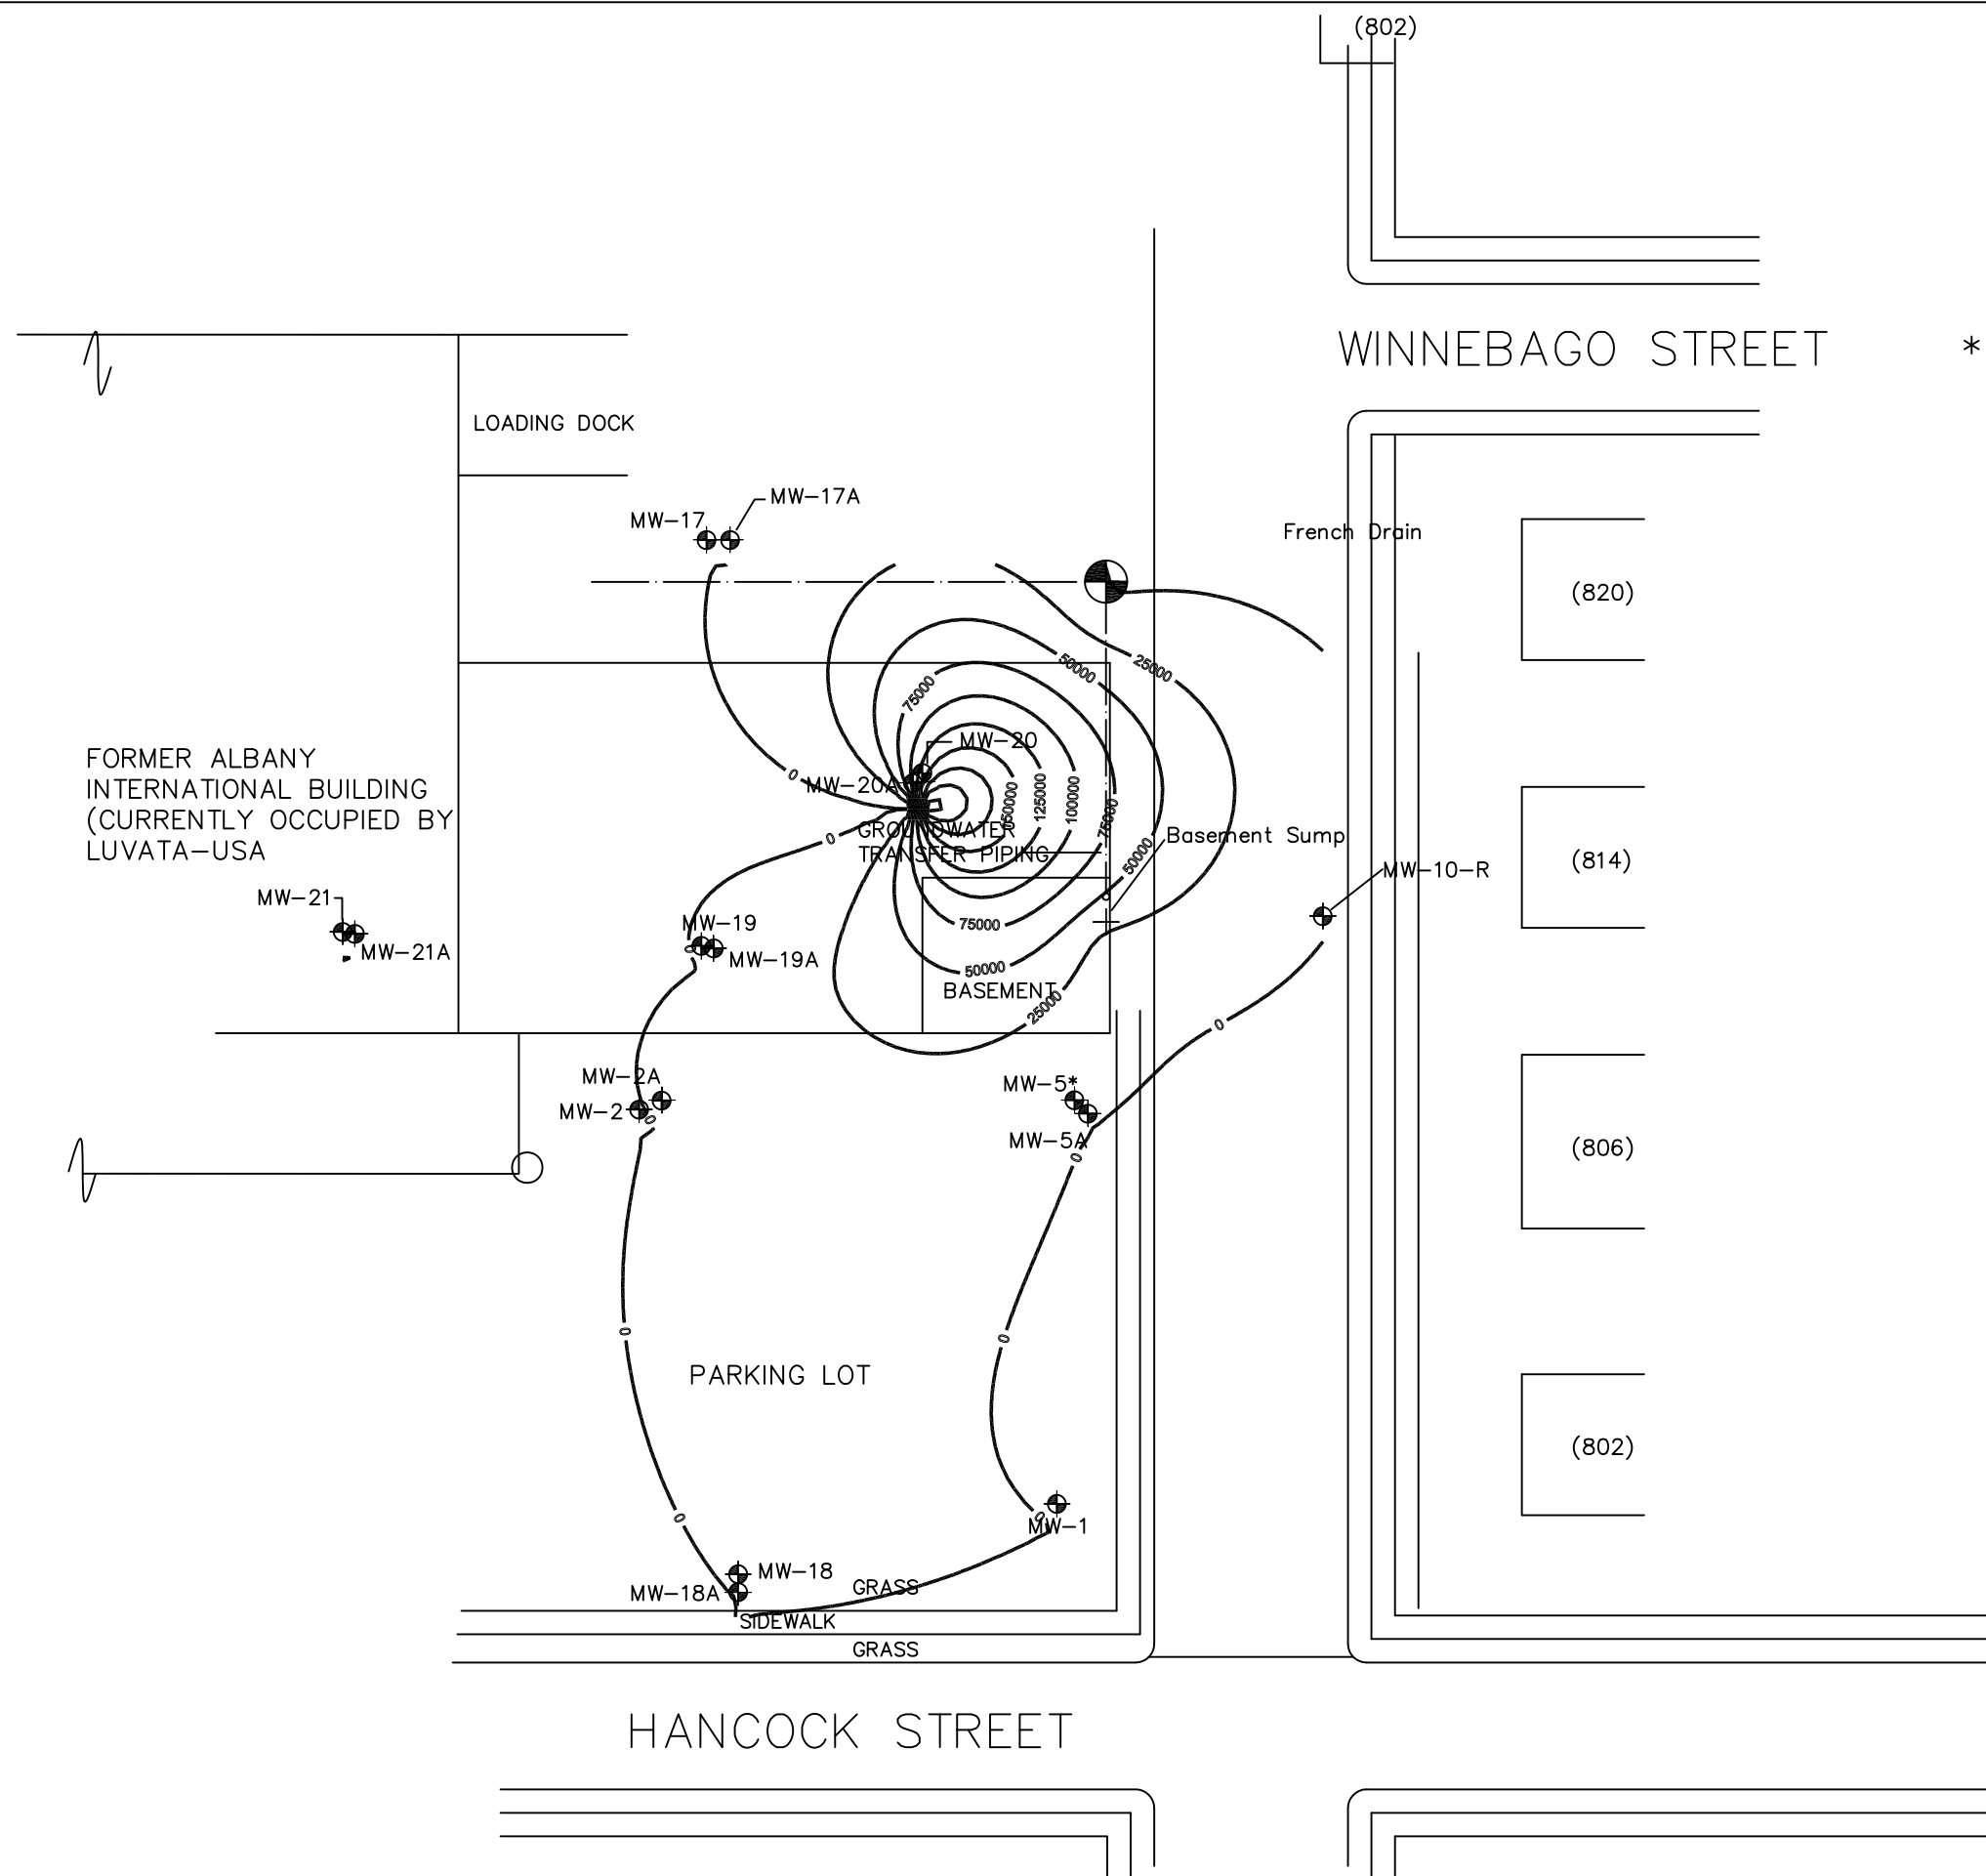 (802)
WINNEBAGO STREET *
LOADING DOCK
MW-17A
MW-17
French Drain
(820)
50000
25000
75000
FORMER ALBANY
INTERNATIONAL BUILDING
(CURRENTLY OCCUPIED BY
LUVATA-USA
MW-20
0
MW-20A
150000
125000
100000
75000
GROUNDWATER
TRANSFER PIPING
0
Basement Sump
50000
(814)
MW-10-R
MW-21
MW-21A
MW-19
0
MW-19A
75000
50000
BASEMENT
25000
0
MW-2A
MW-2
0
MW-5*
MW-5A
0
(806)
0
0
PARKING LOT
(802)
0
0
MW-1
MW-18
MW-18A
GRASS
SIDEWALK
GRASS
HANCOCK STREET